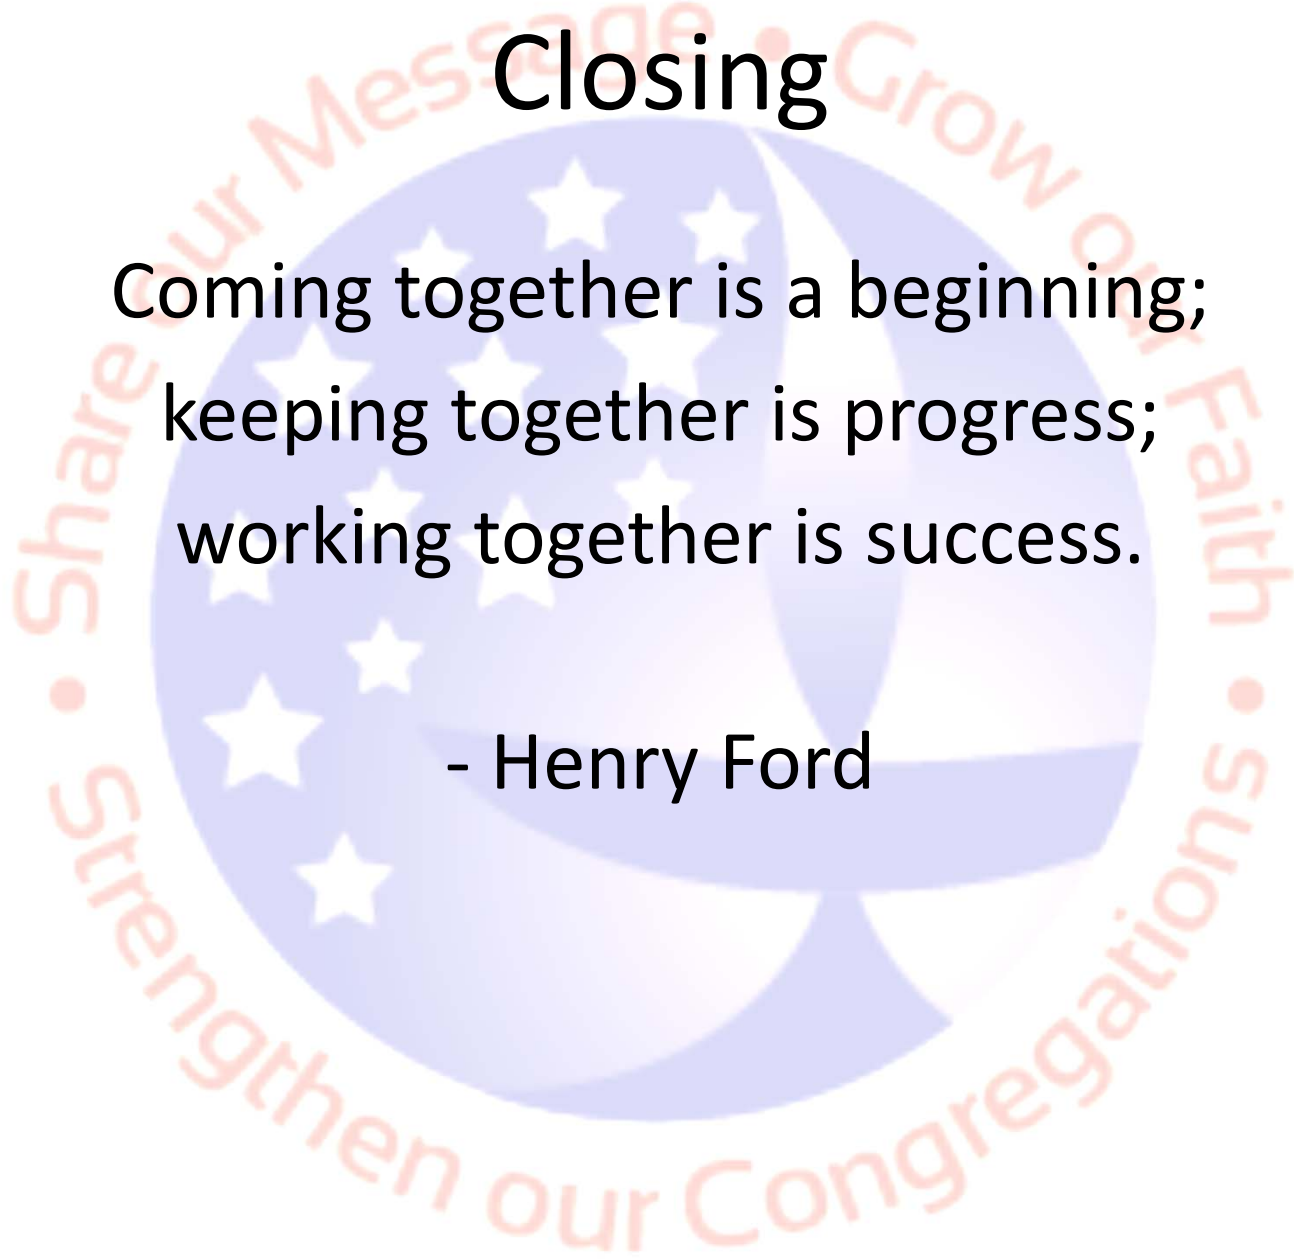 Closing
Coming together is a beginning;
keeping together is progress;
working together is success.
- Henry Ford
Share our Message • Grow our Faith • Strengthen our Congregations •